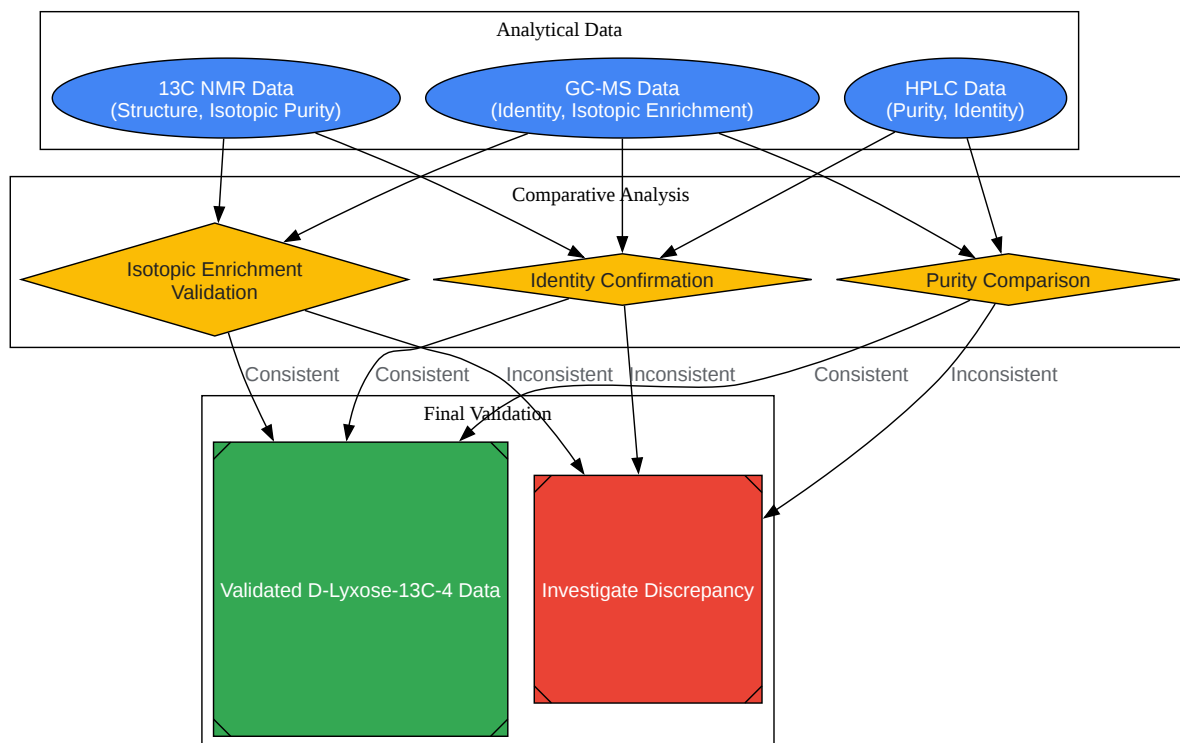 Analytical Data
13C NMR Data
(Structure, Isotopic Purity)
GC-MS Data
(Identity, Isotopic Enrichment)
HPLC Data
(Purity, Identity)
Comparative Analysis
Isotopic Enrichment
Validation
Identity Confirmation
Purity Comparison
Consistent
Consistent
Inconsistent
Inconsistent
Consistent
Inconsistent
Final Validation
Validated D-Lyxose-13C-4 Data
Investigate Discrepancy